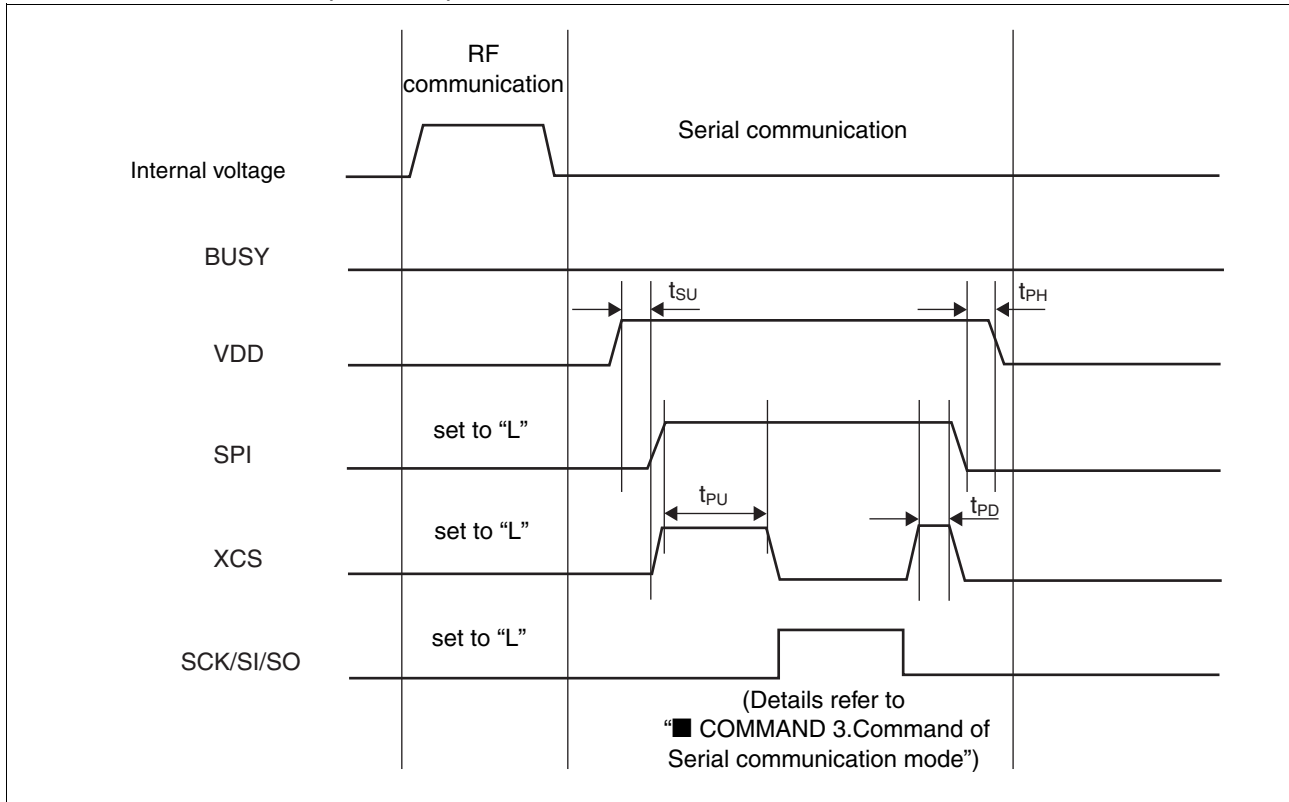 RF
communication
Serial communication
Internal voltage
BUSY
tSU
tPH
VDD
set to “L”
SPI
tPU
tPD
set to “L”
XCS
set to “L”
SCK/SI/SO
(Details refer to
“■ COMMAND 3.Command of
Serial communication mode”)